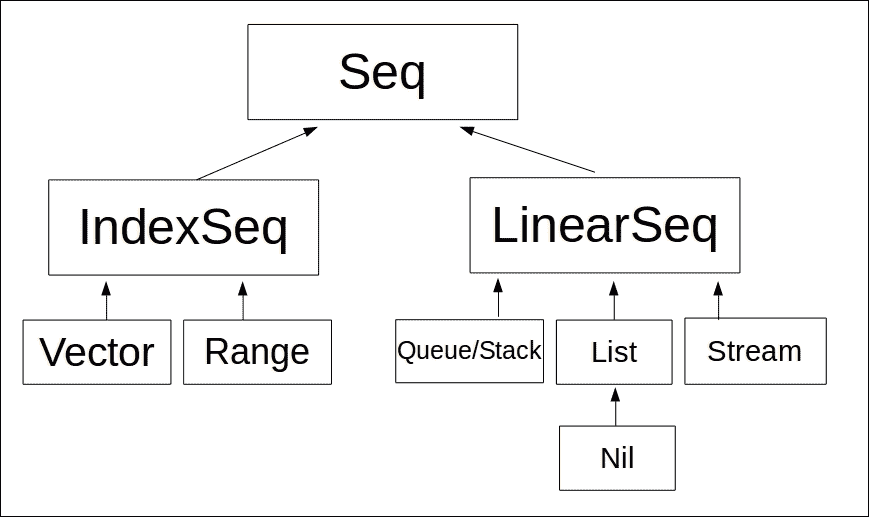 Seq
IndexSeq
LinearSeq
Vector
Range
Queue/Stack
List
Stream
Nil